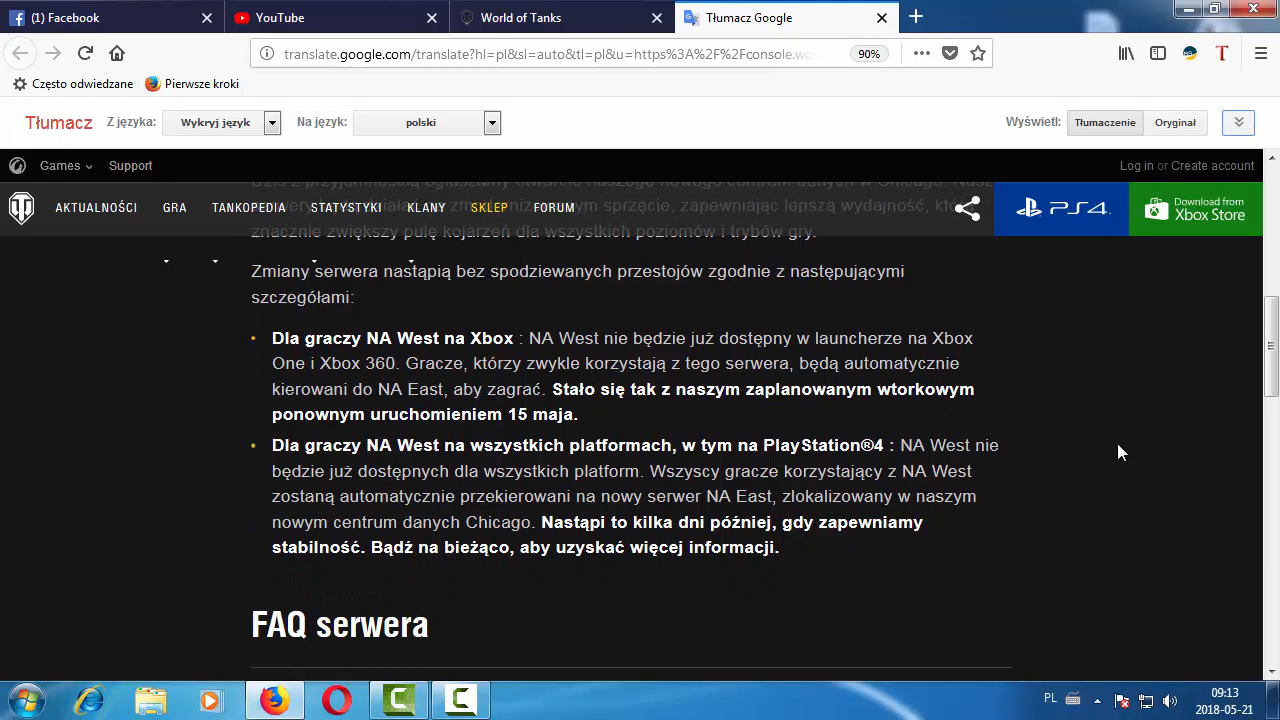 (1) Facebook
YouTube
World of Tanks
Tłumacz Google
translate.google.com/translate?hl=pl&sl=auto&tl=pl&u=https%3A%2F%2Fconsole.wo
90%
Często odwiedzane
Pierwsze kroki
Tłumacz
Z języka:
Wykryj język
Na język:
polski
Wyświetl:
Tłumaczenie
Oryginał
Games
Support
Log in or Create account
AKTUALNOŚCI
GRA
TANKOPEDIA
STATYSTYKI
KLANY
SKLEP
FORUM
PS4
Download from
Xbox Store
znacznie zwiększy pulę kojarzeń dla wszystkich poziomów i trybów gry.
Zmiany serwera nastąpią bez spodziewanych przestojów zgodnie z następującymi
szczegółami:
Dla graczy NA West na Xbox : NA West nie będzie już dostępny w launcherze na Xbox
One i Xbox 360. Gracze, którzy zwykle korzystają z tego serwera, będą automatycznie
kierowani do NA East, aby zagrać. Stało się tak z naszym zaplanowanym wtorkowym
ponownym uruchomieniem 15 maja.
Dla graczy NA West na wszystkich platformach, w tym na PlayStation®4 : NA West nie
będzie już dostępnych dla wszystkich platform. Wszyscy gracze korzystający z NA West
zostaną automatycznie przekierowani na nowy serwer NA East, zlokalizowany w naszym
nowym centrum danych Chicago. Nastąpi to kilka dni później, gdy zapewniamy
stabilność. Bądź na bieżąco, aby uzyskać więcej informacji.
FAQ serwera
PL
09:13
2018-05-21